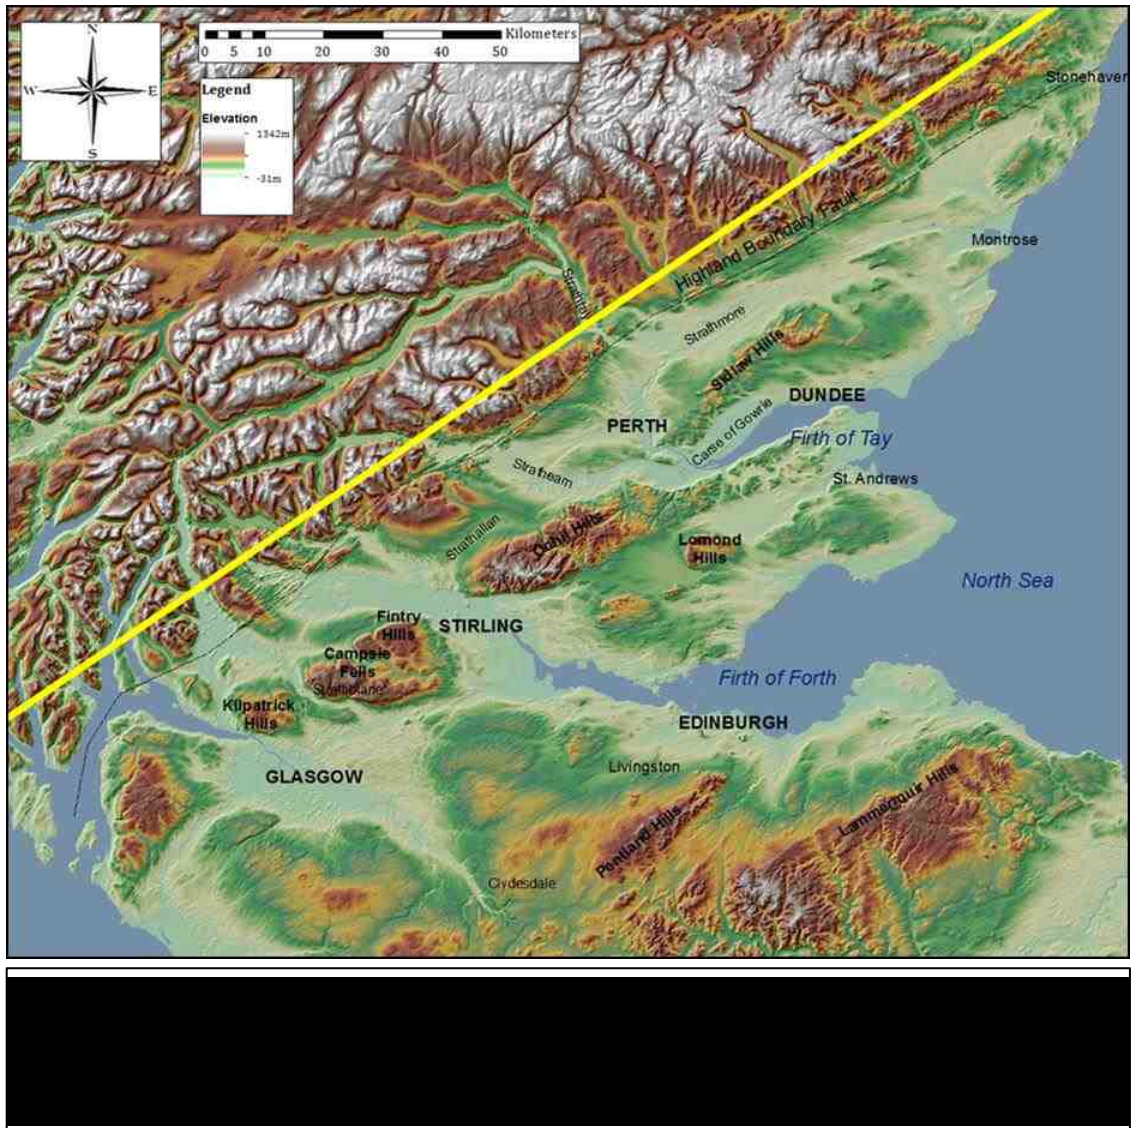 N
W
E
S
Kilometers
0 5 10 20 30 40 50
Legend
Elevation
1342m
-31m
Stonehaven
Highland Boundary Fault
Montrose
Strathtay
Strathmore
Sidlaw Hills
DUNDEE
PERTH
Carse of Gowrie
Firth of Tay
Strathearn
St. Andrews
Strathallan
Ochil Hills
Lomond
Hills
North Sea
Fintry
Hills
STIRLING
Campsie
Fells
Strathblane
Firth of Forth
Kilpatrick
Hills
EDINBURGH
GLASGOW
Livingston
Pentland Hills
Lammermuir Hills
Clydesdale